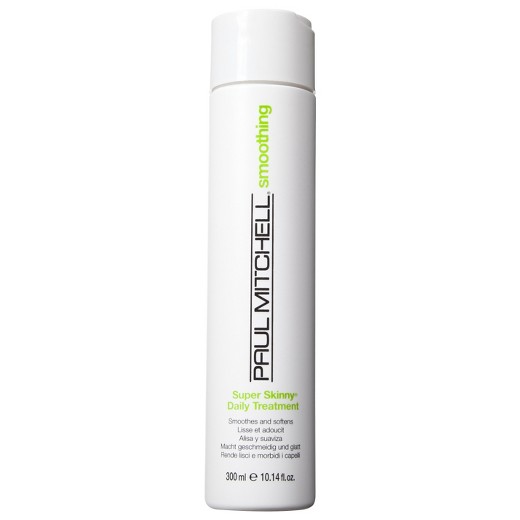 smoothing
PAUL MITCHELL®
Super Skinny®
Daily Treatment
Smoothes and softens
Lisse et adoucit
Alisa y suaviza
Macht geschmeidig und glatt
Rende lisci e morbidi i capelli
300 ml ℮ 10.14 fl.oz.